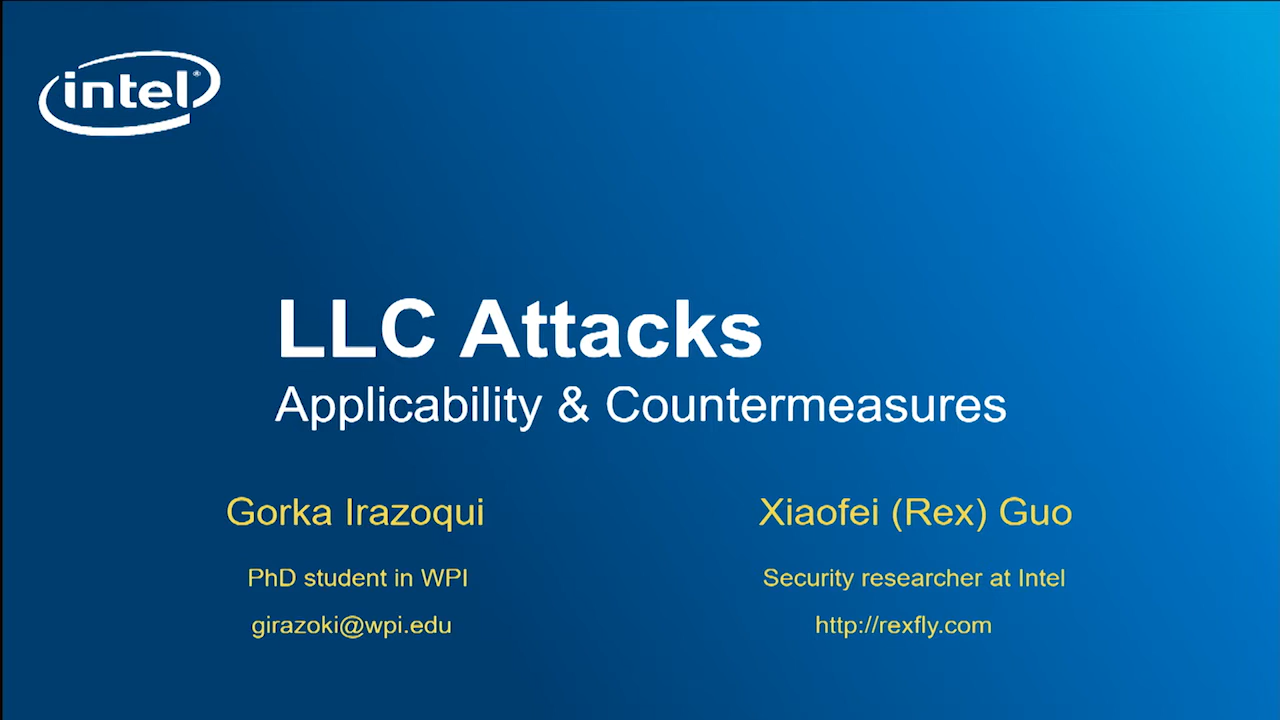 intel®
LLC Attacks
Applicability & Countermeasures
Gorka Irazoqui
Xiaofei (Rex) Guo
PhD student in WPI
Security researcher at Intel
girazoki@wpi.edu
http://rexfly.com